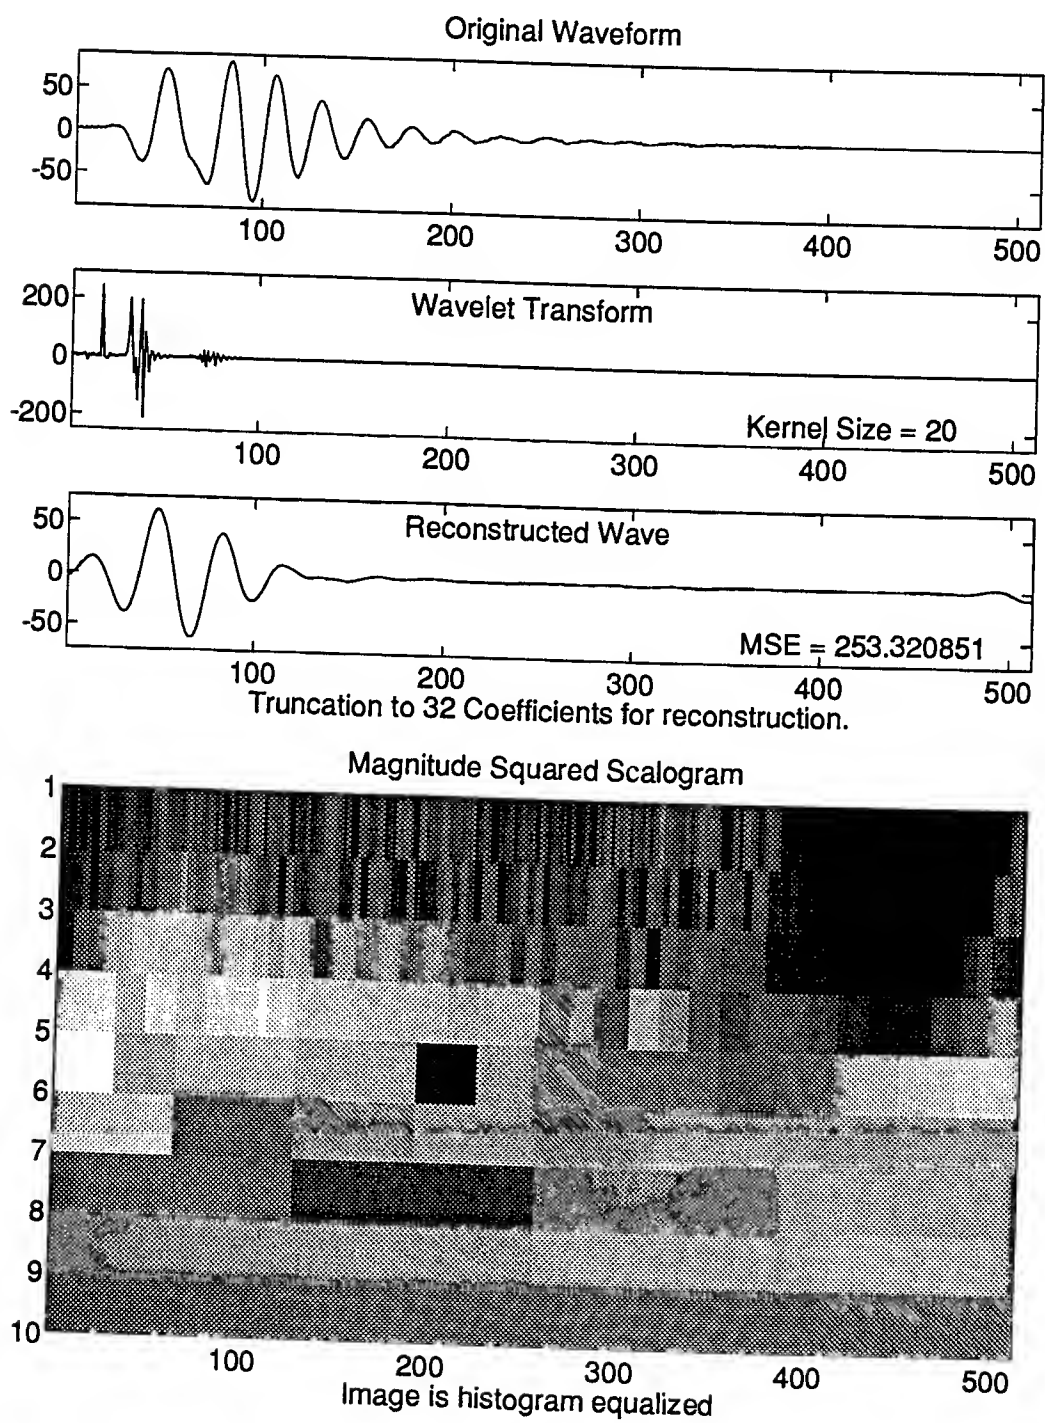 Original Waveform
50
0
-50
100 200 300 400 500
Wavelet Transform
200
0
-200
Kernel Size = 20
100 200 300 400 500
Reconstructed Wave
50
0
-50
MSE = 253.320851
100 200 300 400 500
Truncation to 32 Coefficients for reconstruction.
Magnitude Squared Scalogram
1
2
3
4
5
6
7
8
9
10
100 200 300 400 500
Image is histogram equalized